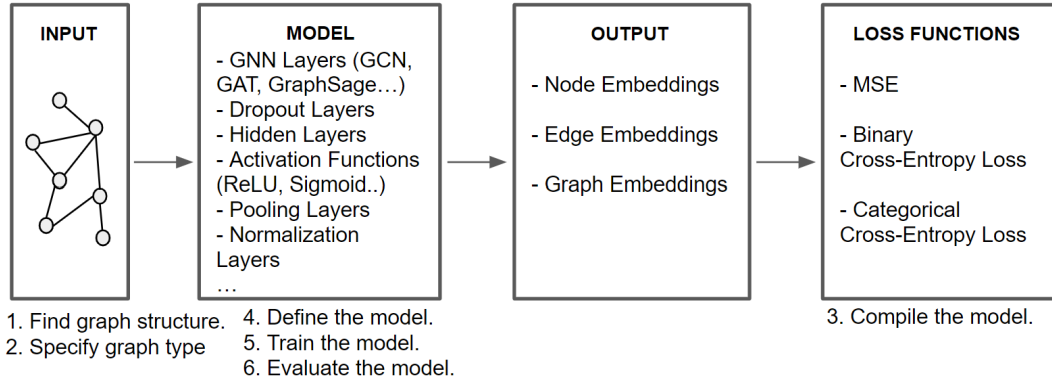 INPUT
MODEL
- GNN Layers (GCN,
GAT, GraphSage…)
- Dropout Layers
- Hidden Layers
- Activation Functions
(ReLU, Sigmoid..)
- Pooling Layers
- Normalization
Layers
…
OUTPUT
- Node Embeddings
- Edge Embeddings
- Graph Embeddings
LOSS FUNCTIONS
- MSE
- Binary
Cross-Entropy Loss
- Categorical
Cross-Entropy Loss
1. Find graph structure.
2. Specify graph type
4. Define the model.
5. Train the model.
6. Evaluate the model.
3. Compile the model.